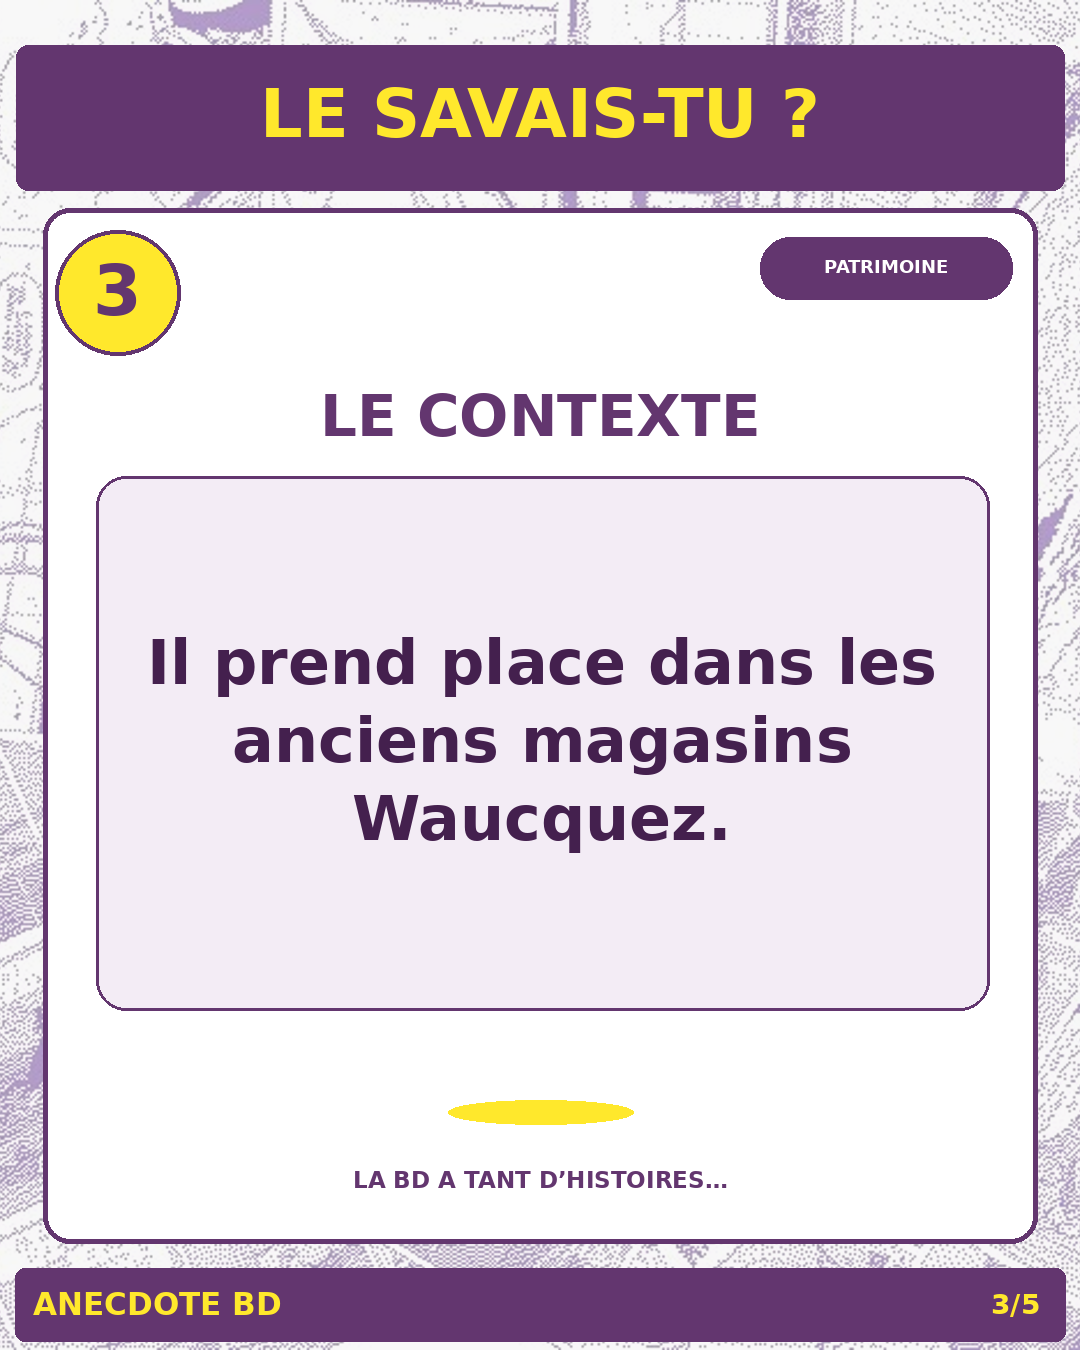 LE SAVAIS-TU ?
3
PATRIMOINE
LE CONTEXTE
Il prend place dans les
anciens magasins
Waucquez.
LA BD A TANT D’HISTOIRES…
ANECDOTE BD
3/5